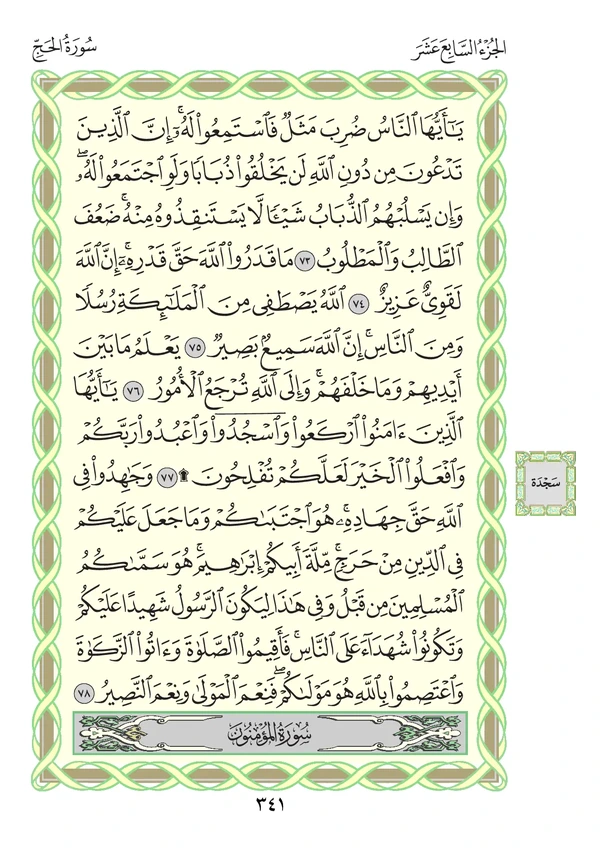 الجُزْءُ السَّابِعَ عَشَرَ
سُورَةُ الحَجِّ
يَـٰٓأَيُّهَا ٱلنَّاسُ ضُرِبَ مَثَلٌ فَٱسْتَمِعُوا۟ لَهُۥٓ ۚ إِنَّ ٱلَّذِينَ
تَدْعُونَ مِن دُونِ ٱللَّهِ لَن يَخْلُقُوا۟ ذُبَابًا وَلَوِ ٱجْتَمَعُوا۟ لَهُۥ ۖ
وَإِن يَسْلُبْهُمُ ٱلذُّبَابُ شَيْـًٔا لَّا يَسْتَنقِذُوهُ مِنْهُ ۚ ضَعُفَ
ٱلطَّالِبُ وَٱلْمَطْلُوبُ ٧٣ مَا قَدَرُوا۟ ٱللَّهَ حَقَّ قَدْرِهِۦٓ ۚ إِنَّ ٱللَّهَ
لَقَوِىٌّ عَزِيزٌ ٧٤ ٱللَّهُ يَصْطَفِى مِنَ ٱلْمَلَـٰٓئِكَةِ رُسُلًا
وَمِنَ ٱلنَّاسِ ۚ إِنَّ ٱللَّهَ سَمِيعٌۢ بَصِيرٌ ٧٥ يَعْلَمُ مَا بَيْنَ
أَيْدِيهِمْ وَمَا خَلْفَهُمْ ۗ وَإِلَى ٱللَّهِ تُرْجَعُ ٱلْأُمُورُ ٧٦ يَـٰٓأَيُّهَا
ٱلَّذِينَ ءَامَنُوا۟ ٱرْكَعُوا۟ وَٱسْجُدُوا۟ وَٱعْبُدُوا۟ رَبَّكُمْ
وَٱفْعَلُوا۟ ٱلْخَيْرَ لَعَلَّكُمْ تُفْلِحُونَ ۩ ٧٧ وَجَـٰهِدُوا۟ فِى
سَجْدَة
ٱللَّهِ حَقَّ جِهَادِهِۦ ۚ هُوَ ٱجْتَبَىٰكُمْ وَمَا جَعَلَ عَلَيْكُمْ
فِى ٱلدِّينِ مِنْ حَرَجٍ ۚ مِّلَّةَ أَبِيكُمْ إِبْرَٰهِيمَ ۚ هُوَ سَمَّىٰكُمُ
ٱلْمُسْلِمِينَ مِن قَبْلُ وَفِى هَـٰذَا لِيَكُونَ ٱلرَّسُولُ شَهِيدًا عَلَيْكُمْ
وَتَكُونُوا۟ شُهَدَآءَ عَلَى ٱلنَّاسِ ۚ فَأَقِيمُوا۟ ٱلصَّلَوٰةَ وَءَاتُوا۟ ٱلزَّكَوٰةَ
وَٱعْتَصِمُوا۟ بِٱللَّهِ هُوَ مَوْلَىٰكُمْ ۖ فَنِعْمَ ٱلْمَوْلَىٰ وَنِعْمَ ٱلنَّصِيرُ ٧٨
سُورَةُ المُؤْمِنُونَ
٣٤١